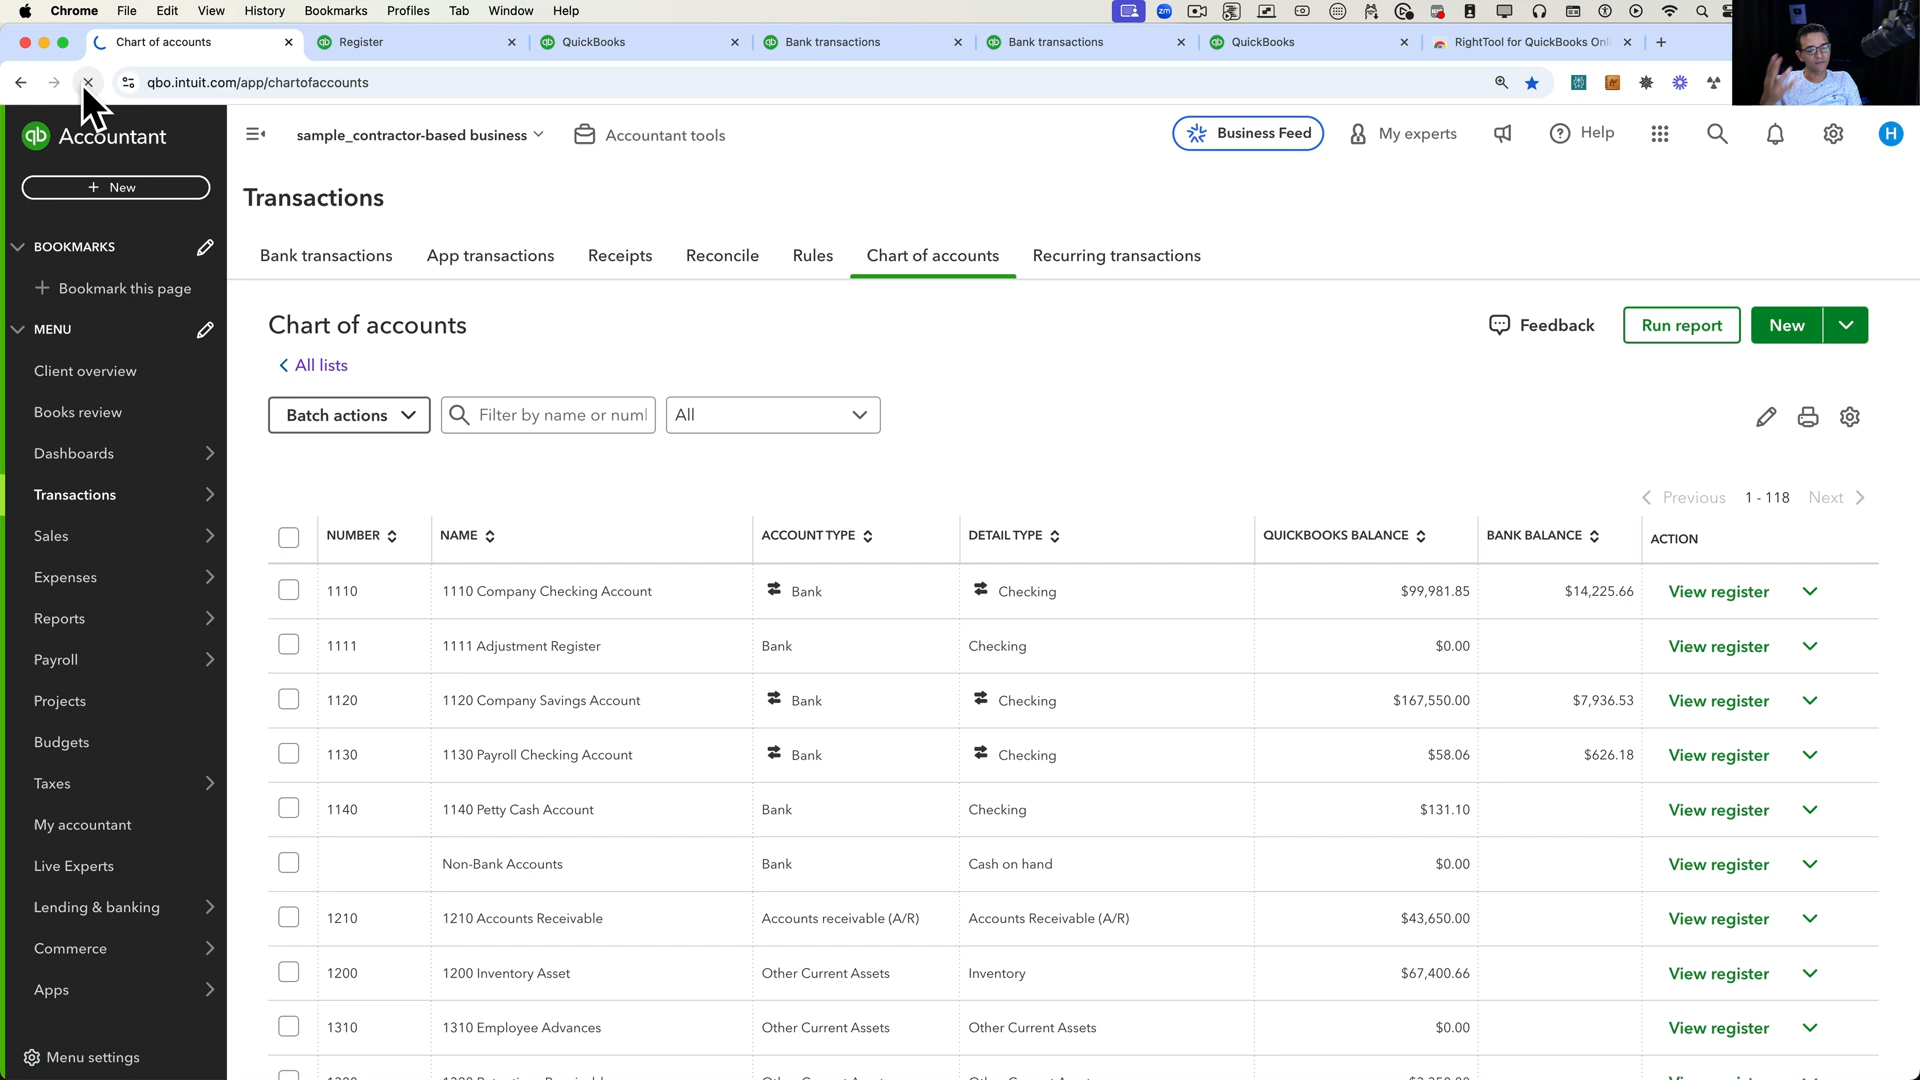 Chrome File Edit View History Bookmarks Profiles Tab Window Help
Chart of accounts Register QuickBooks Bank transactions Bank transactions QuickBooks RightTool for QuickBooks Onl
qbo.intuit.com/app/chartofaccounts
qb Accountant
sample_contractor-based business
Accountant tools
Business Feed
My experts
Help
H
+ New
BOOKMARKS
+ Bookmark this page
MENU
Client overview
Books review
Dashboards
Transactions
Sales
Expenses
Reports
Payroll
Projects
Budgets
Taxes
My accountant
Live Experts
Lending & banking
Commerce
Apps
Menu settings
Transactions
Bank transactions App transactions Receipts Reconcile Rules Chart of accounts Recurring transactions
Chart of accounts
Feedback
Run report
New
All lists
Batch actions
Filter by name or numl
All
Previous 1 - 118 Next
NUMBER NAME ACCOUNT TYPE DETAIL TYPE QUICKBOOKS BALANCE BANK BALANCE ACTION
1110 1110 Company Checking Account Bank Checking $99,981.85 $14,225.66 View register
1111 1111 Adjustment Register Bank Checking $0.00 View register
1120 1120 Company Savings Account Bank Checking $167,550.00 $7,936.53 View register
1130 1130 Payroll Checking Account Bank Checking $58.06 $626.18 View register
1140 1140 Petty Cash Account Bank Checking $131.10 View register
Non-Bank Accounts Bank Cash on hand $0.00 View register
1210 1210 Accounts Receivable Accounts receivable (A/R) Accounts Receivable (A/R) $43,650.00 View register
1200 1200 Inventory Asset Other Current Assets Inventory $67,400.66 View register
1310 1310 Employee Advances Other Current Assets Other Current Assets $0.00 View register